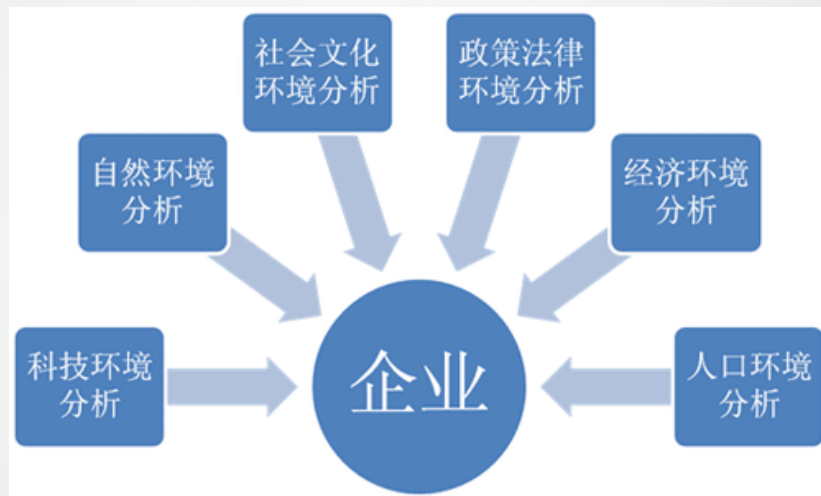 社会文化
环境分析
政策法律
环境分析
自然环境
分析
经济环境
分析
科技环境
分析
企业
人口环境
分析